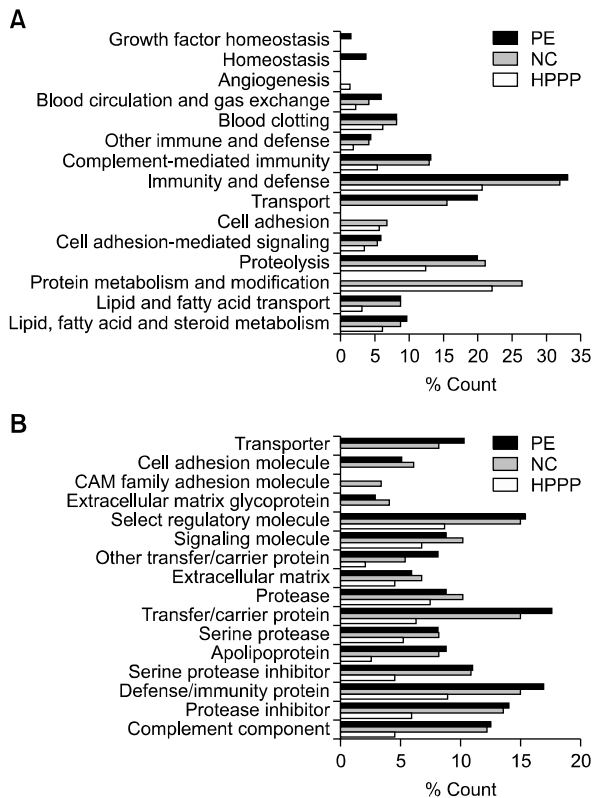 A
Growth factor homeostasis
Homeostasis
Angiogenesis
Blood circulation and gas exchange
Blood clotting
Other immune and defense
Complement-mediated immunity
Immunity and defense
Transport
Cell adhesion
Cell adhesion-mediated signaling
Proteolysis
Protein metabolism and modification
Lipid and fatty acid transport
Lipid, fatty acid and steroid metabolism
PE
NC
HPPP
0 5 10 15 20 25 30 35
% Count
B
Transporter
Cell adhesion molecule
CAM family adhesion molecule
Extracellular matrix glycoprotein
Select regulatory molecule
Signaling molecule
Other transfer/carrier protein
Extracellular matrix
Protease
Transfer/carrier protein
Serine protease
Apolipoprotein
Serine protease inhibitor
Defense/immunity protein
Protease inhibitor
Complement component
PE
NC
HPPP
0 5 10 15 20
% Count